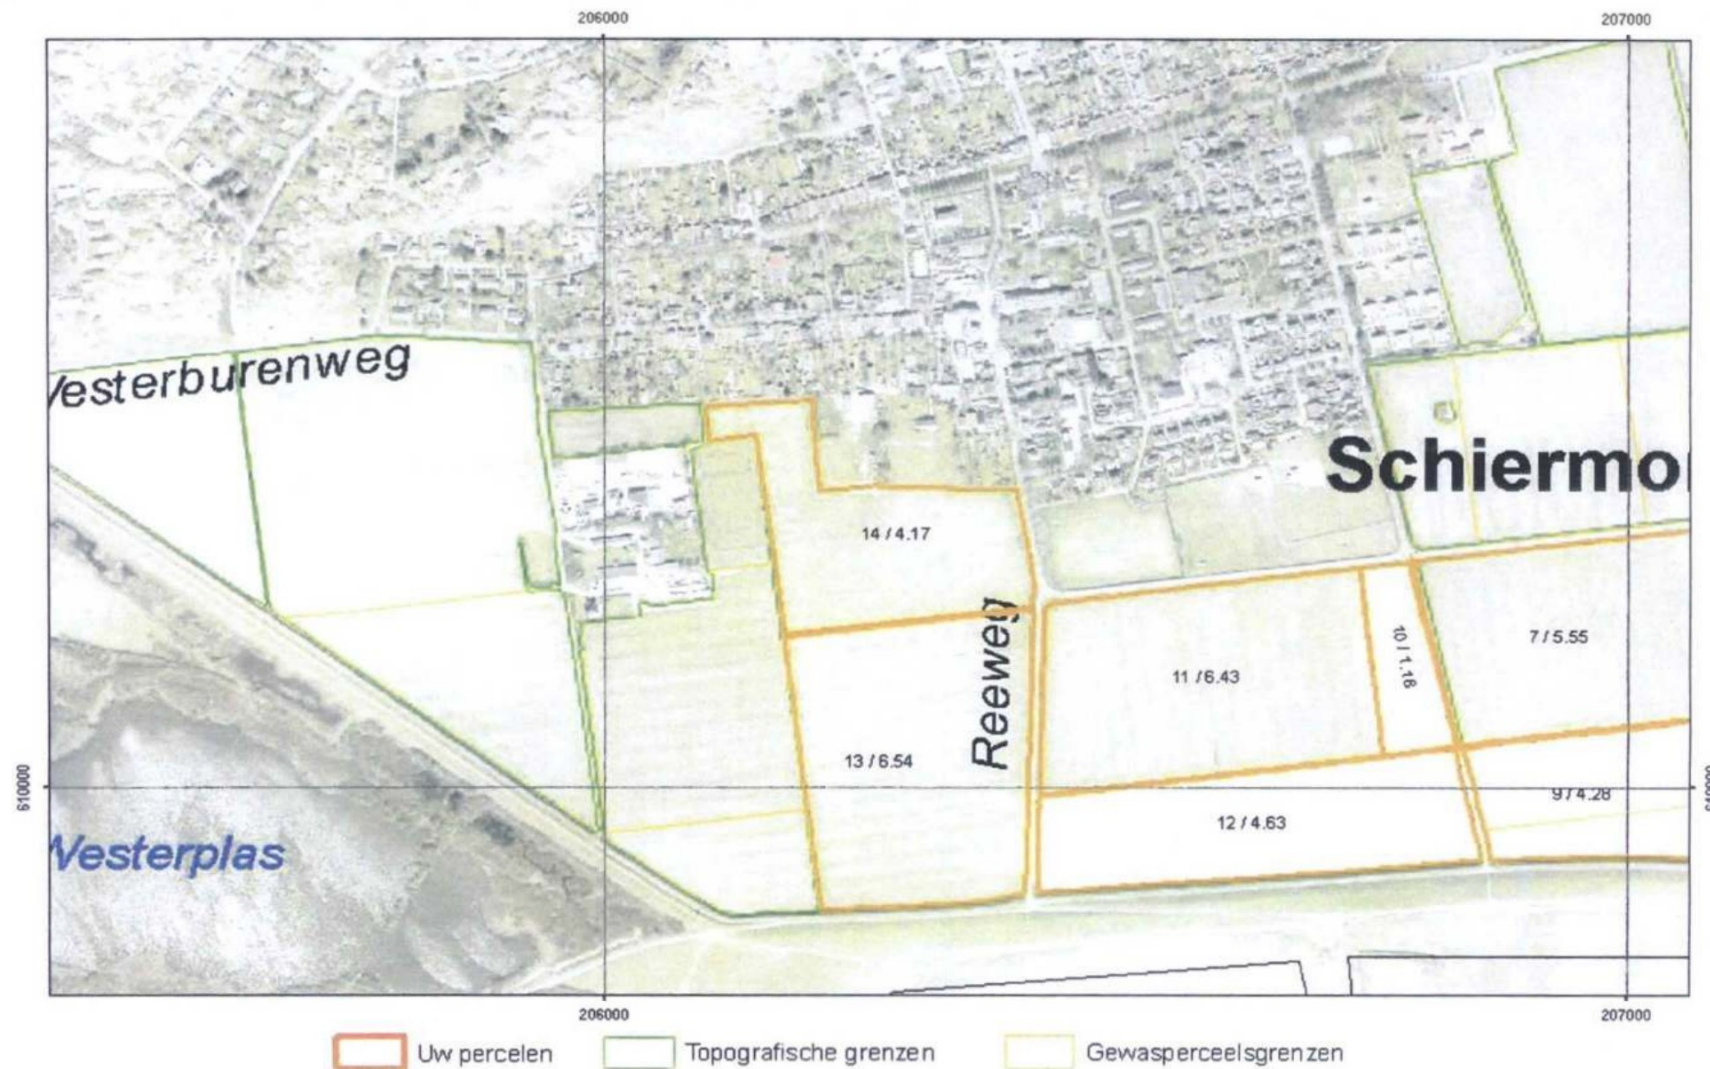 206000
207000
Westerburenweg
Schiermo
14 / 4.17
Reeweg
10 / 1.16
7 / 5.55
11 / 6.43
13 / 6.54
610000
9 / 4.28
12 / 4.63
Westerplas
206000
207000
Uw percelen
Topografische grenzen
Gewasperceelsgrenzen